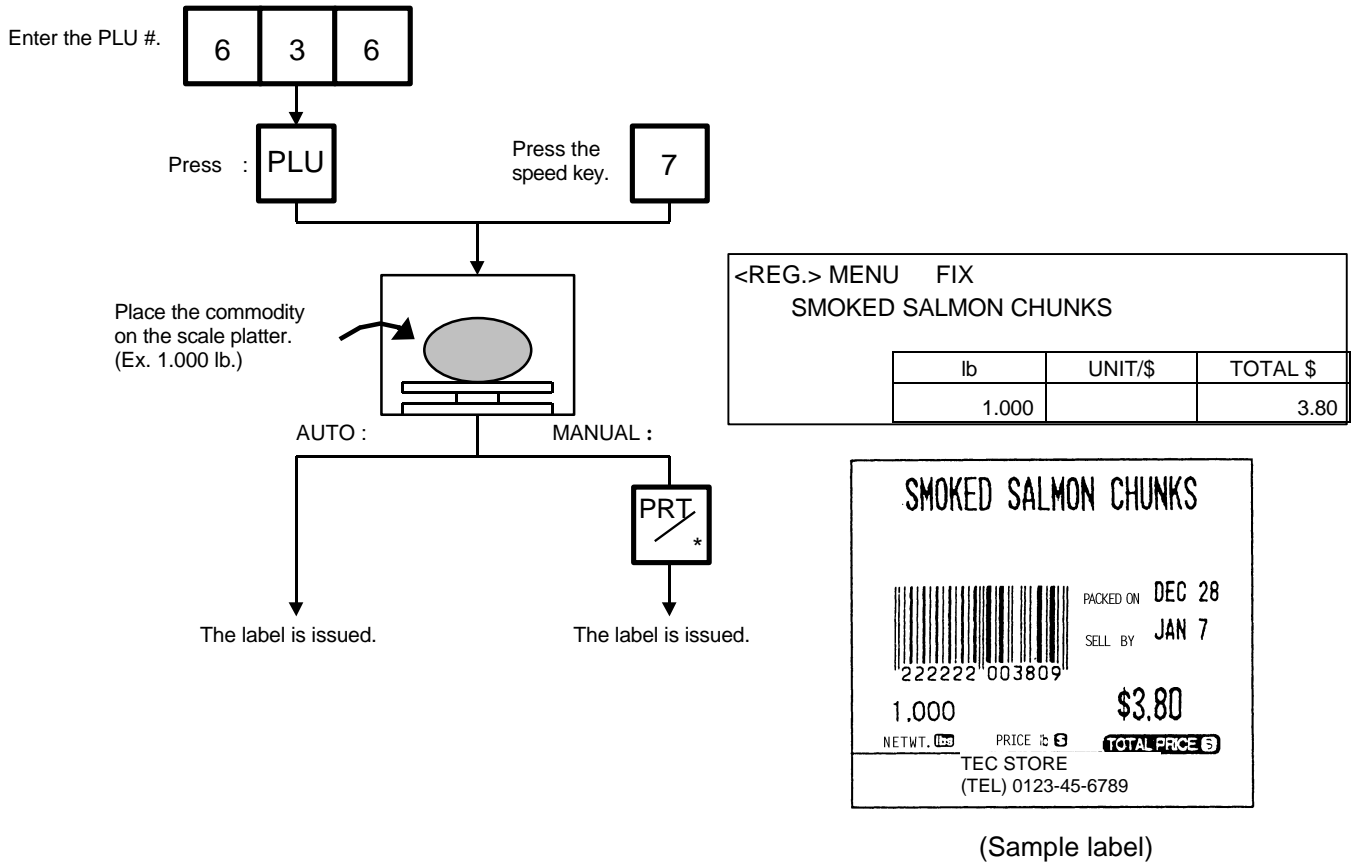 Enter the PLU #.
6 3 6
Press : PLU
Press the
speed key.
7
Place the commodity
on the scale platter.
(Ex. 1.000 lb.)
<REG.> MENU FIX
SMOKED SALMON CHUNKS
lb UNIT/$ TOTAL $
1.000 3.80
AUTO : MANUAL :
PRT
*
The label is issued. The label is issued.
SMOKED SALMON CHUNKS
PACKED ON DEC 28
SELL BY JAN 7
222222 003809
1.000 $3.80
NETWT. lbs PRICE lb $ TOTAL PRICE $
TEC STORE
(TEL) 0123-45-6789
(Sample label)